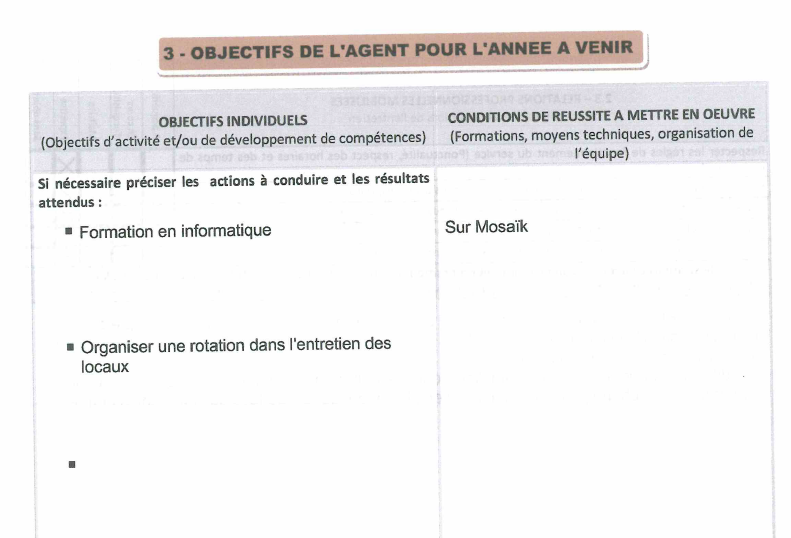 3 - OBJECTIFS DE L'AGENT POUR L'ANNEE A VENIR
OBJECTIFS INDIVIDUELS
(Objectifs d'activité et/ou de développement de compétences)
CONDITIONS DE REUSSITE A METTRE EN OEUVRE
(Formations, moyens techniques, organisation de
l'équipe)
Si nécessaire préciser les actions à conduire et les résultats
attendus :
▪ Formation en informatique
Sur Mosaïk
▪ Organiser une rotation dans l'entretien des
locaux
▪